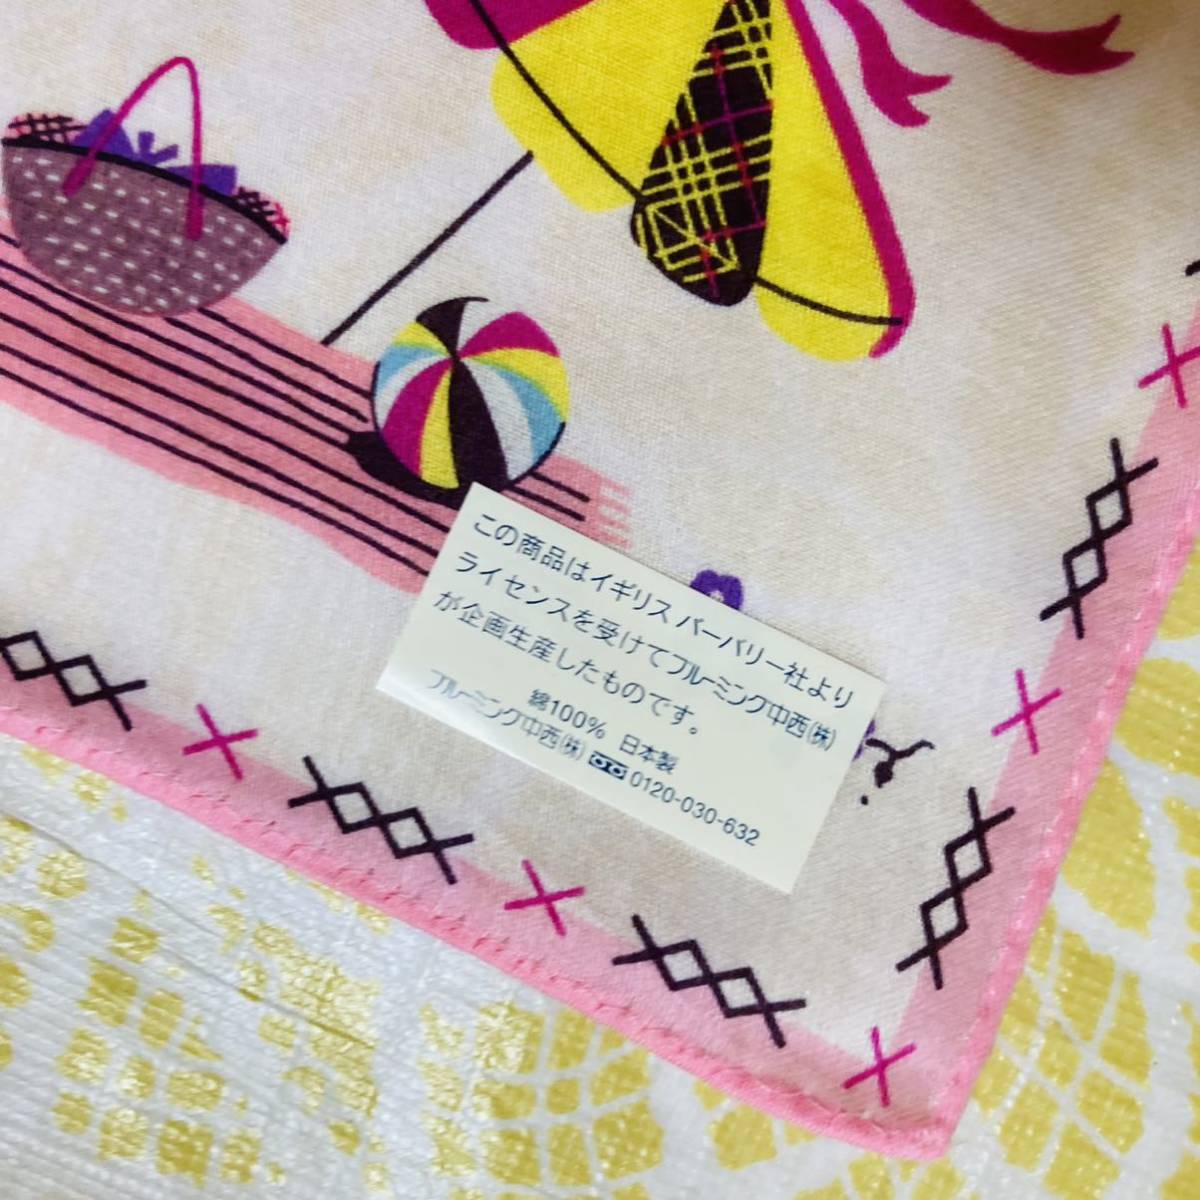 この商品はイギリス バーバリー社より
ライセンスを受けてブルーミング中西㈱
が企画生産したものです。
綿100% 日本製
ブルーミング中西㈱ 0120-030-632